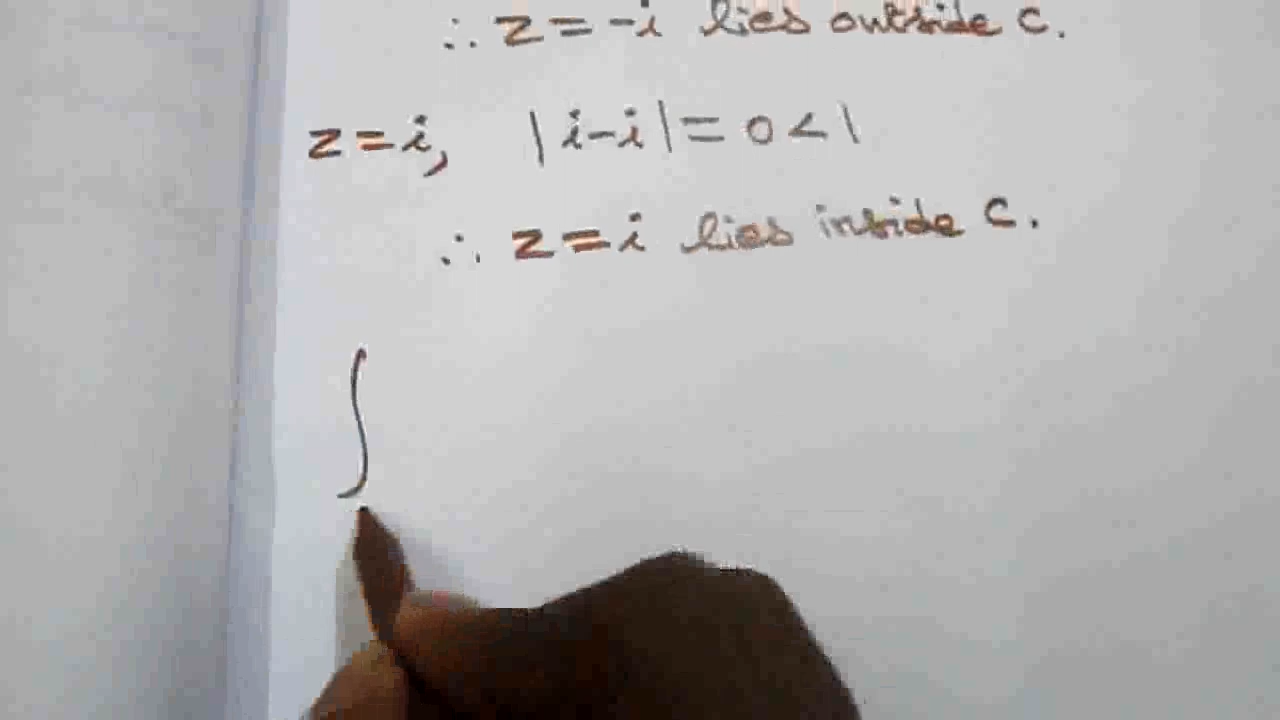 ∴ z = -i lies outside C.
z = i, |i-i| = 0 < 1
∴ z = i lies inside C.
∫